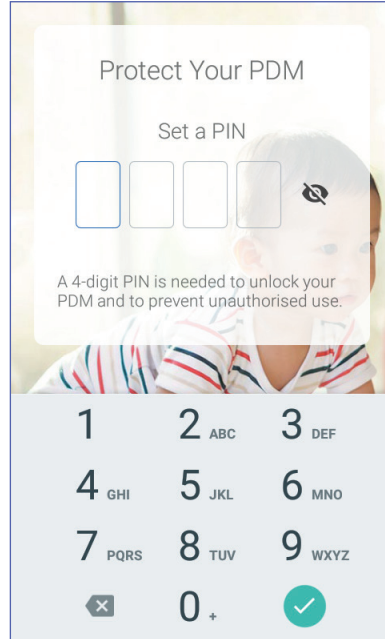 Protect Your PDM
Set a PIN
A 4-digit PIN is needed to unlock your
PDM and to prevent unauthorised use.
1 2 ABC 3 DEF
4 GHI 5 JKL 6 MNO
7 PQRS 8 TUV 9 WXYZ
0 +